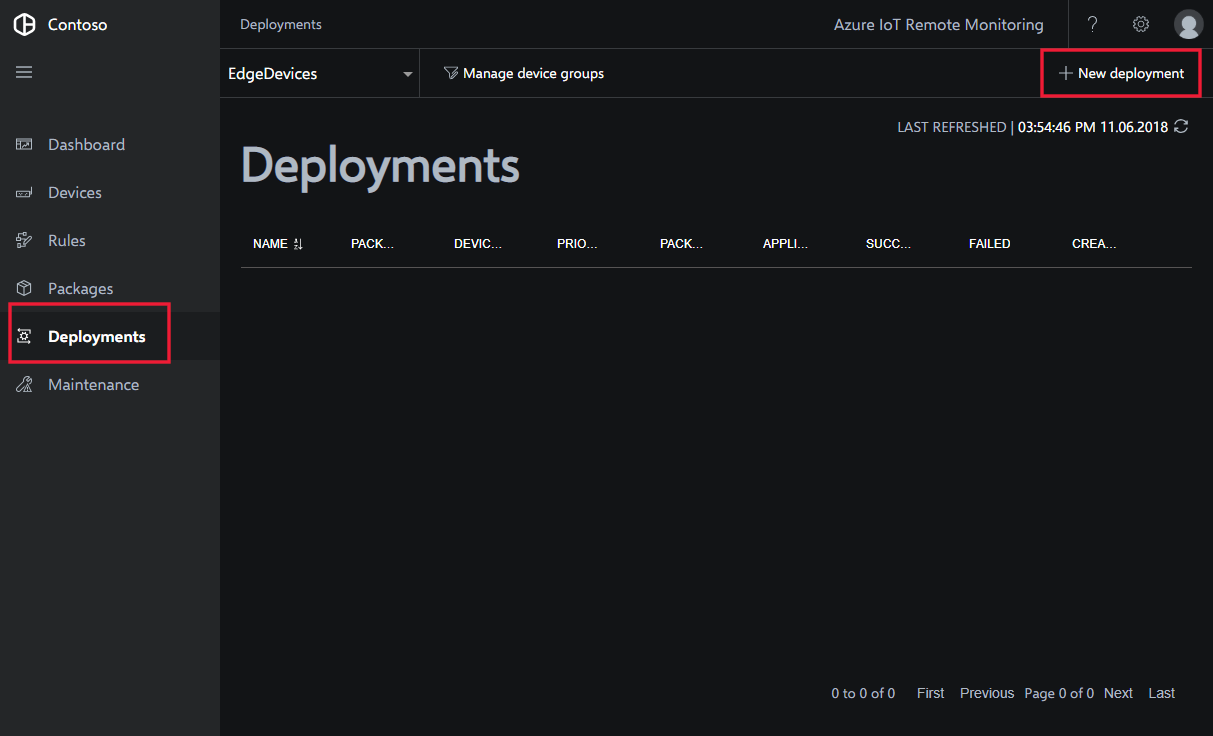 Contoso
Deployments
Azure IoT Remote Monitoring
?
EdgeDevices
Manage device groups
New deployment
LAST REFRESHED | 03:54:46 PM 11.06.2018
Dashboard
Devices
Rules
Packages
Deployments
Maintenance
Deployments
NAME PACK... DEVIC... PRIO... PACK... APPLI... SUCC... FAILED CREA...
0 to 0 of 0 First Previous Page 0 of 0 Next Last